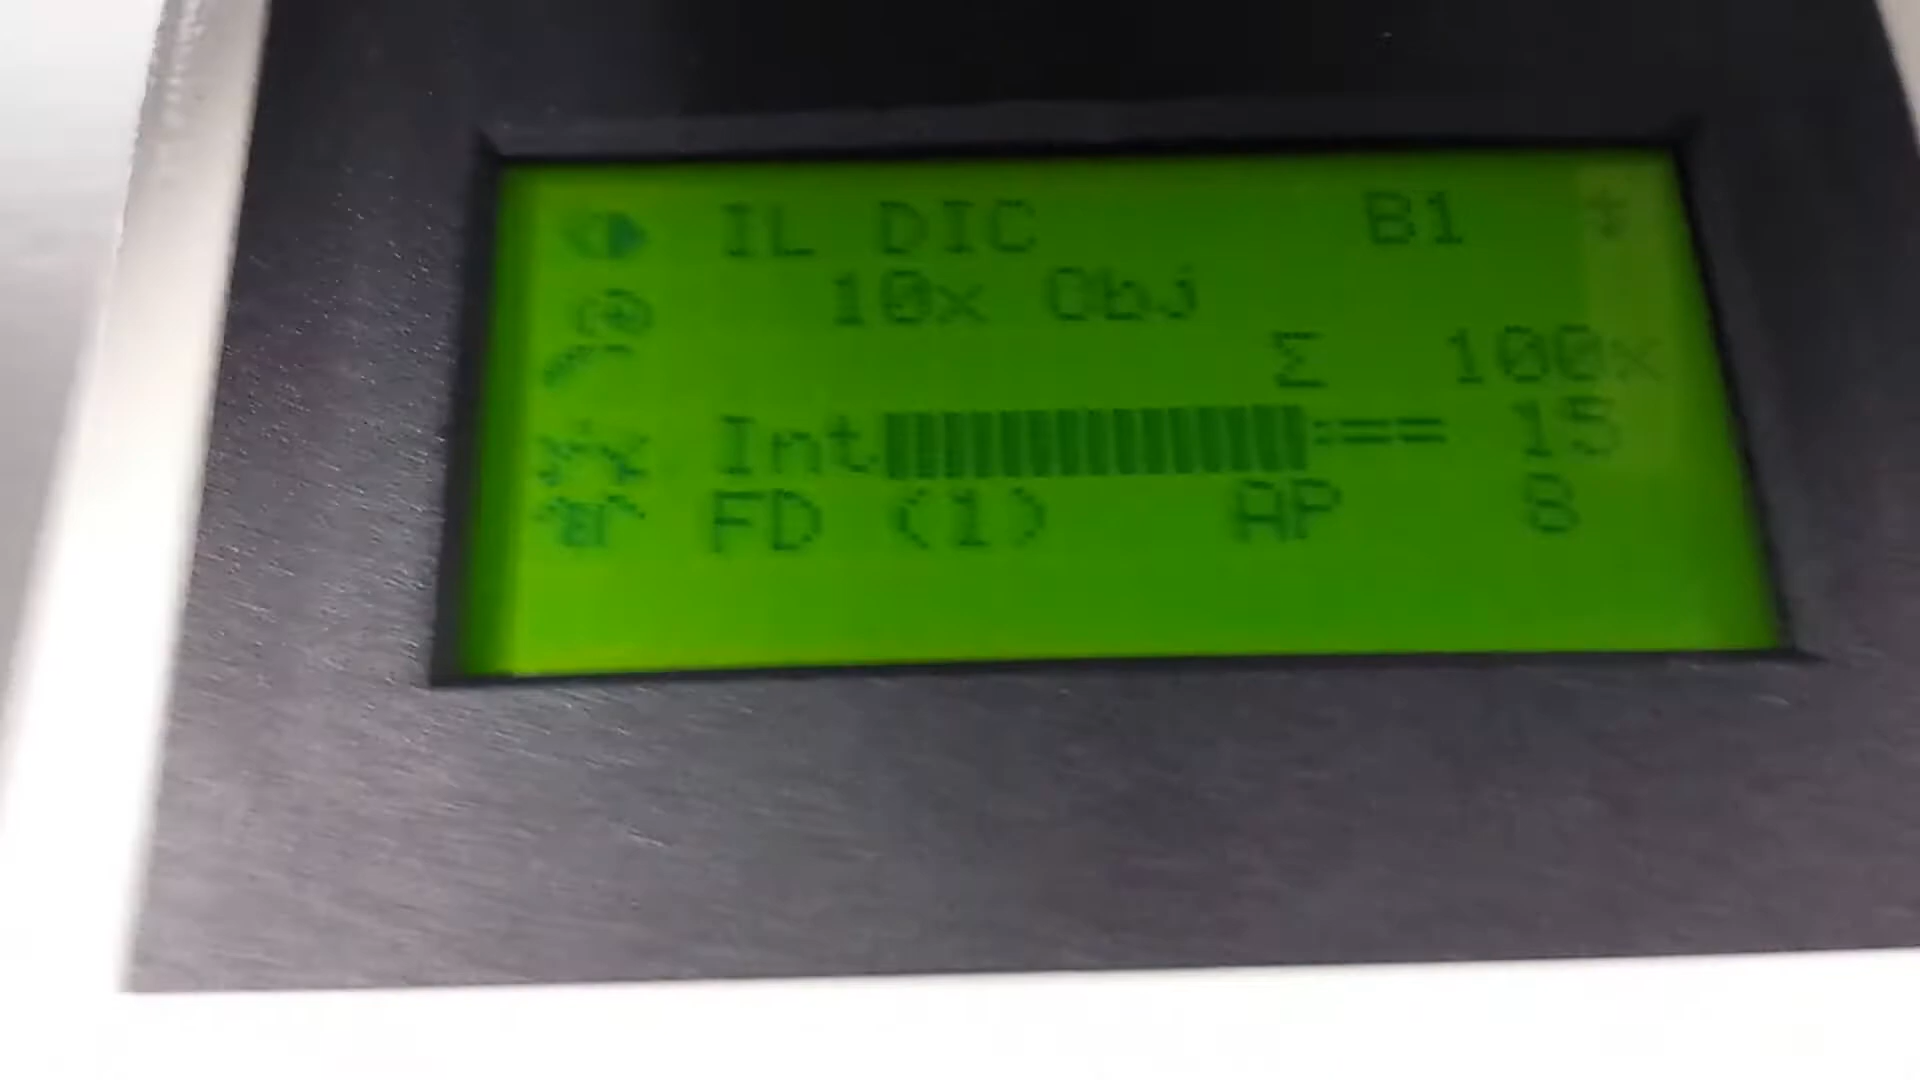 IL DIC B1
10x Obj
Σ 100x
Int 15
FD (1) AP 8